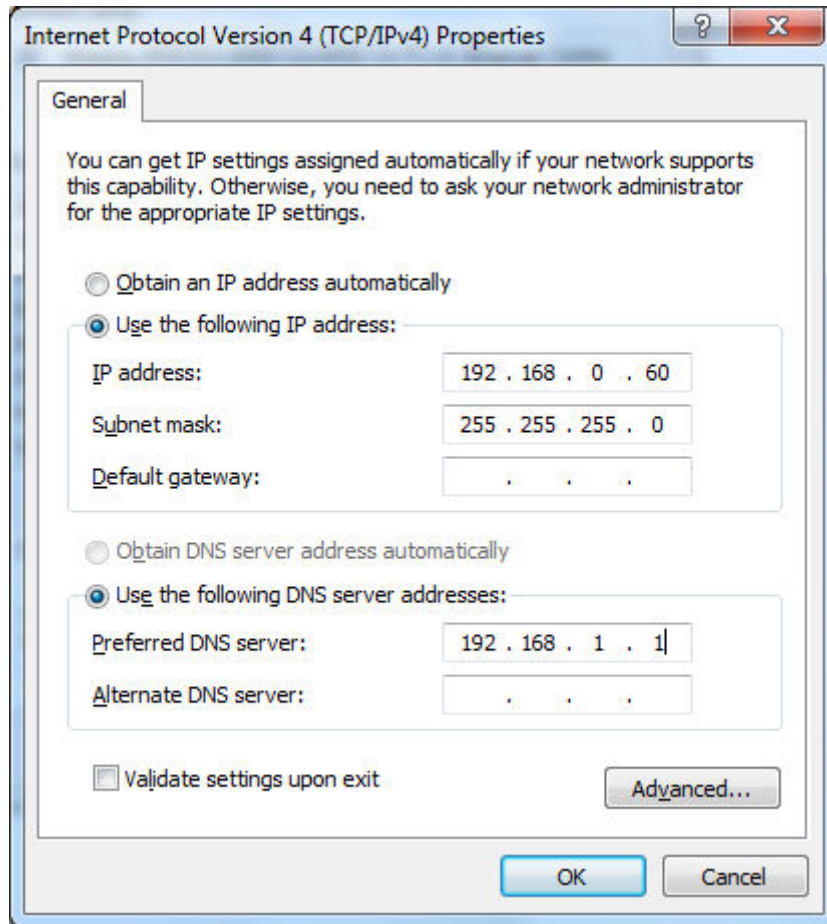 Internet Protocol Version 4 (TCP/IPv4) Properties
General
You can get IP settings assigned automatically if your network supports
this capability. Otherwise, you need to ask your network administrator
for the appropriate IP settings.
Obtain an IP address automatically
Use the following IP address:
IP address: 192 . 168 . 0 . 60
Subnet mask: 255 . 255 . 255 . 0
Default gateway: . . .
Obtain DNS server address automatically
Use the following DNS server addresses:
Preferred DNS server: 192 . 168 . 1 . 1
Alternate DNS server: . . .
Validate settings upon exit
Advanced...
OK Cancel